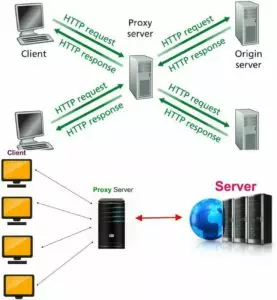 Proxy
server
Client
Origin
server
HTTP request
HTTP response
HTTP request
HTTP response
HTTP request
HTTP response
HTTP request
HTTP response
Client
Proxy Server
Server